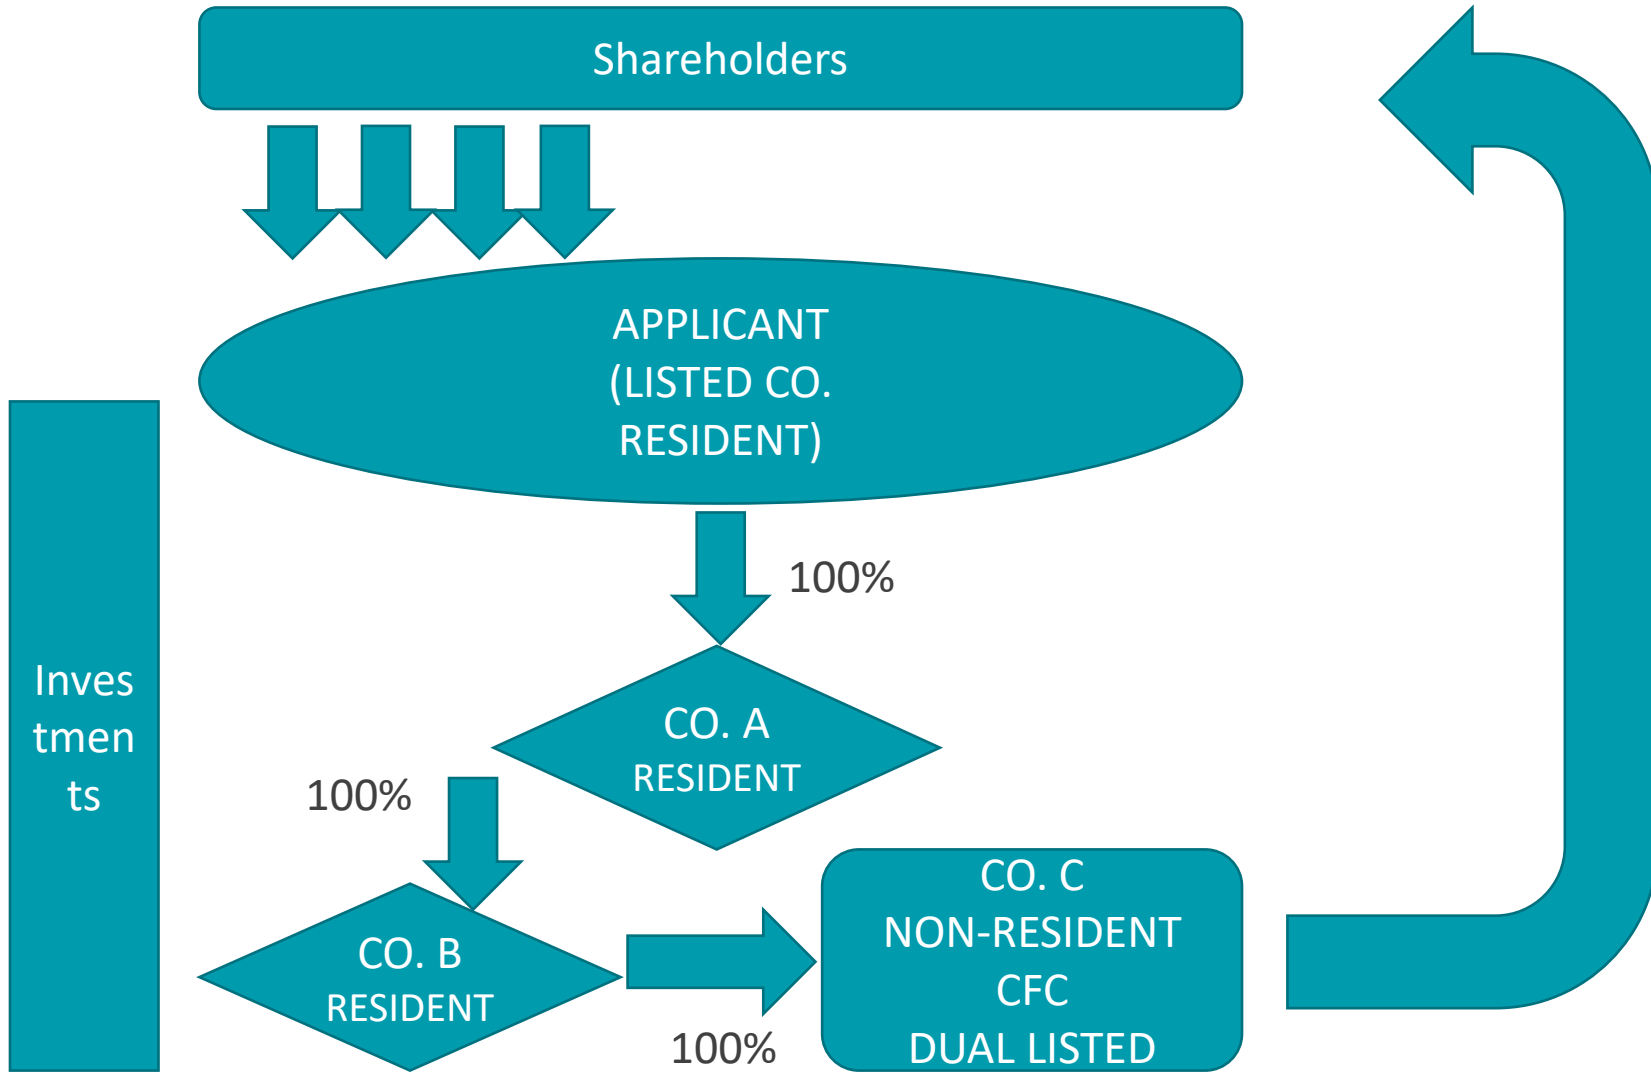 Shareholders
APPLICANT
(LISTED CO.
RESIDENT)
100%
Inves
tmen
ts
CO. A
RESIDENT
100%
CO. B
RESIDENT
100%
CO. C
NON-RESIDENT
CFC
DUAL LISTED